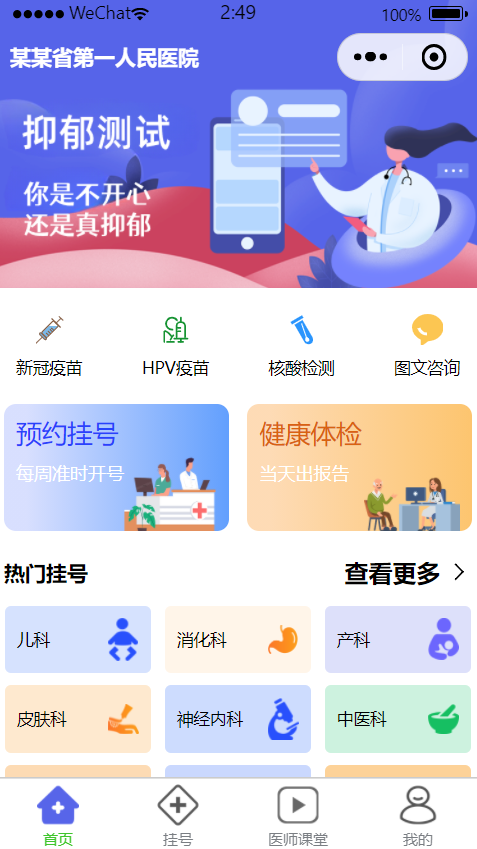 WeChat 2:49 100%
某某省第一人民医院
抑郁测试
你是不开心
还是真抑郁
新冠疫苗 HPV疫苗 核酸检测 图文咨询
预约挂号 健康体检
每周准时开号 当天出报告
热门挂号 查看更多
儿科 消化科 产科
皮肤科 神经内科 中医科
首页 挂号 医师课堂 我的